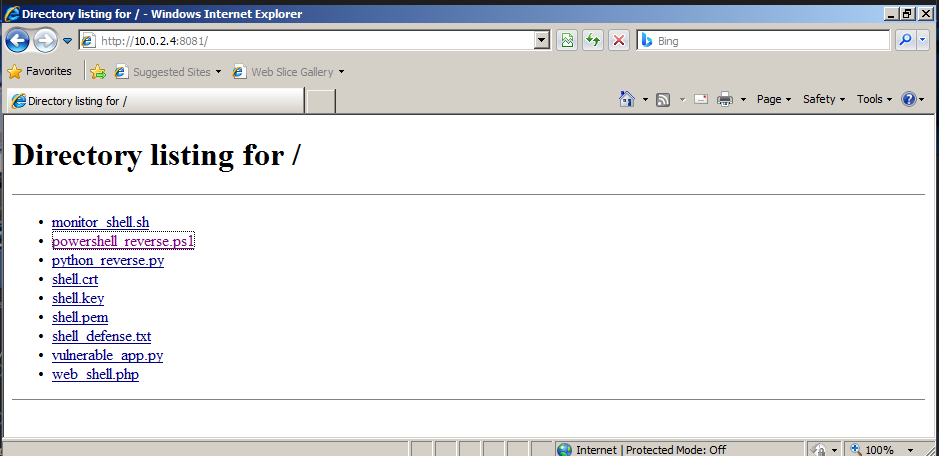 Directory listing for / - Windows Internet Explorer
http://10.0.2.4:8081/
Bing
Favorites Suggested Sites Web Slice Gallery
Directory listing for /
Page Safety Tools
Directory listing for /
monitor_shell.sh
powershell_reverse.ps1
python_reverse.py
shell.crt
shell.key
shell.pem
shell_defense.txt
vulnerable_app.py
web_shell.php
Internet | Protected Mode: Off 100%